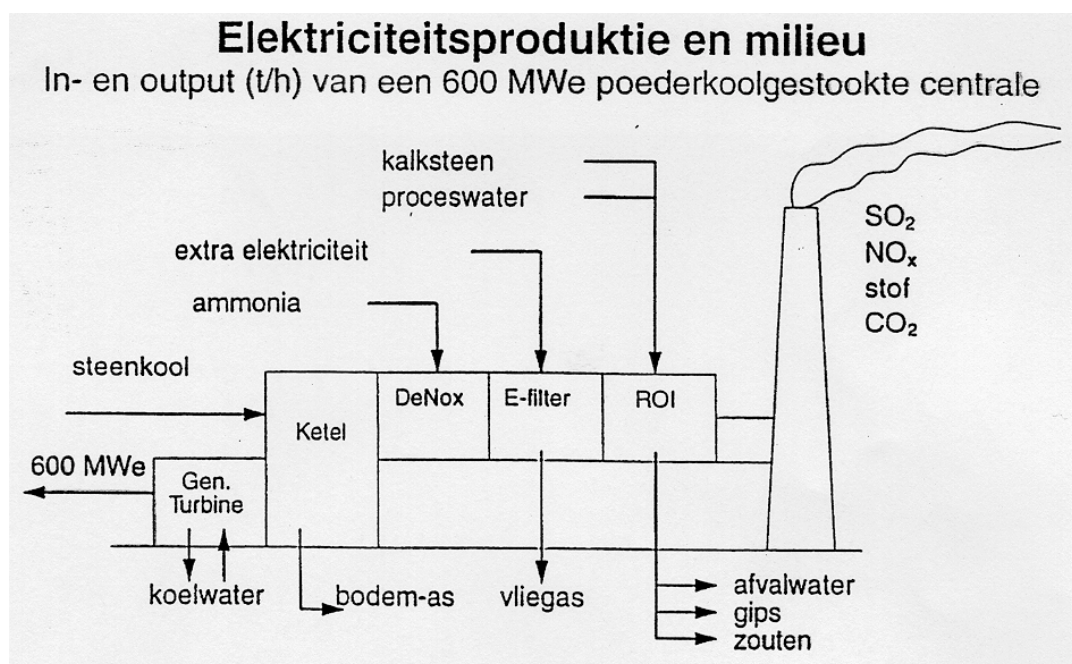 Elektriciteitsproduktie en milieu
In- en output (t/h) van een 600 MWe poederkoolgestookte centrale
kalksteen
proceswater
extra elektriciteit
ammonia
steenkool
SO₂
NOₓ
stof
CO₂
DeNox
E-filter
ROI
Ketel
600 MWe
Gen.
Turbine
koelwater
bodem-as
vliegas
afvalwater
gips
zouten